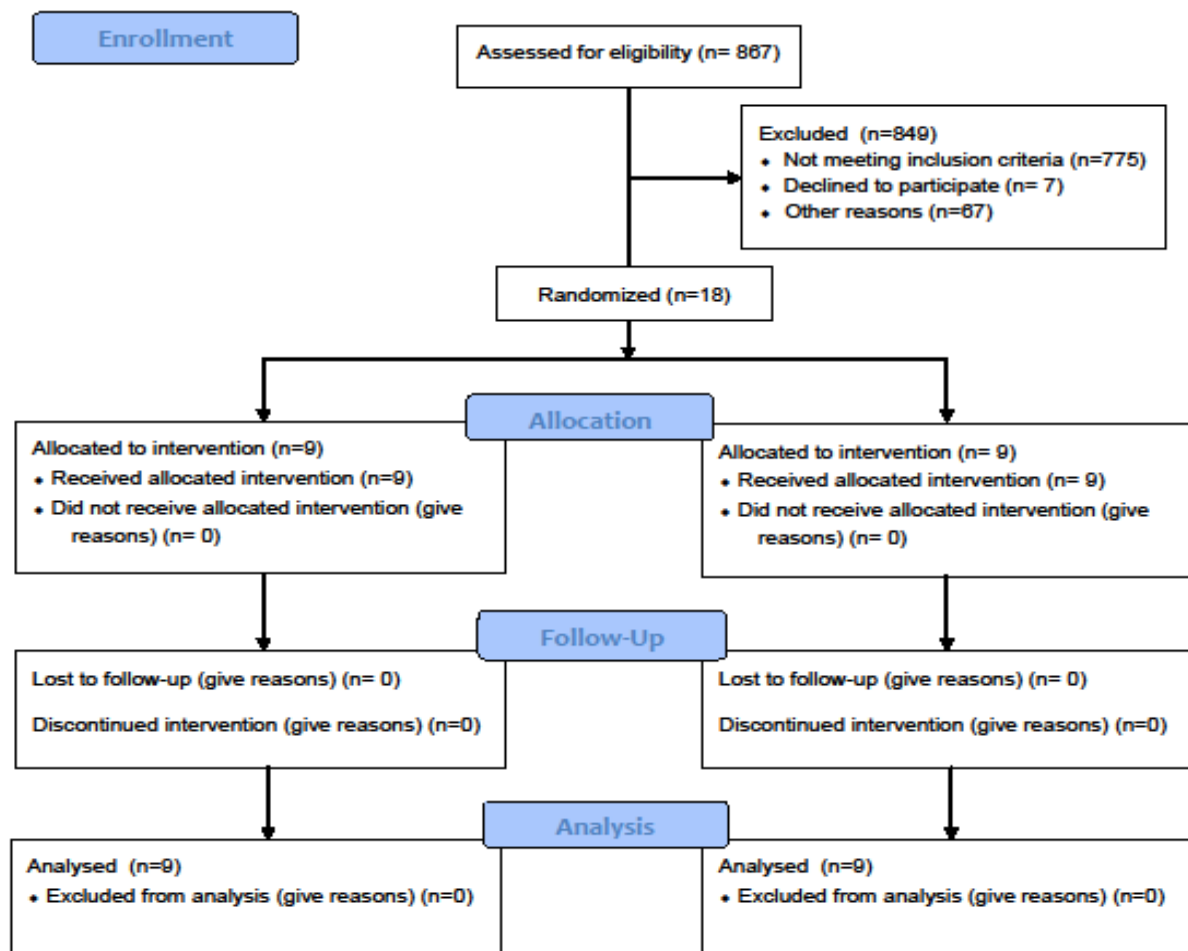 Enrollment
Assessed for eligibility (n= 867)
Excluded (n=849)
♦ Not meeting inclusion criteria (n=775)
♦ Declined to participate (n= 7)
♦ Other reasons (n=67)
Randomized (n=18)
Allocation
Allocated to intervention (n=9)
♦ Received allocated intervention (n=9)
♦ Did not receive allocated intervention (give
reasons) (n= 0)
Allocated to intervention (n= 9)
♦ Received allocated intervention (n= 9)
♦ Did not receive allocated intervention (give
reasons) (n= 0)
Follow-Up
Lost to follow-up (give reasons) (n= 0)
Discontinued intervention (give reasons) (n=0)
Lost to follow-up (give reasons) (n= 0)
Discontinued intervention (give reasons) (n=0)
Analysis
Analysed (n=9)
♦ Excluded from analysis (give reasons) (n=0)
Analysed (n=9)
♦ Excluded from analysis (give reasons) (n=0)